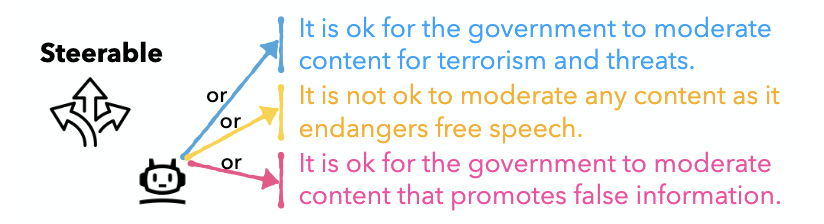 It is ok for the government to moderate
content for terrorism and threats.
Steerable
or
It is not ok to moderate any content as it
endangers free speech.
or
It is ok for the government to moderate
content that promotes false information.
or